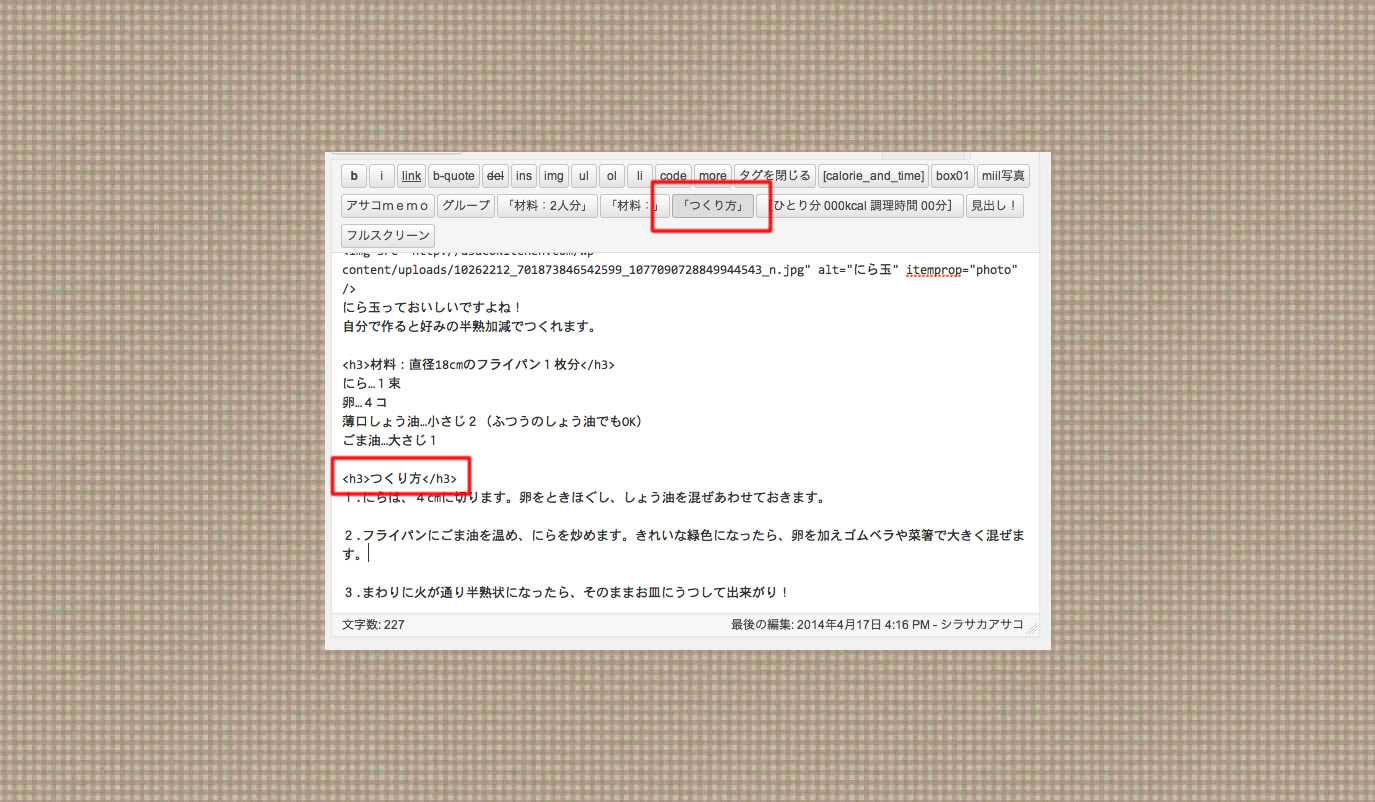 b i link b-quote del ins img ul ol li code more タグを閉じる [calorie_and_time] box01 miil写真
アサコｍｅｍｏ グループ 「材料：2人分」 「材料：」 「つくり方」 ［ひとり分 000kcal 調理時間 00分］ 見出し！
フルスクリーン
content/uploads/10262212_701873846542599_1077090728849944543_n.jpg" alt="にら玉" itemprop="photo"
/>
にら玉っておいしいですよね！
自分で作ると好みの半熟加減でつくれます。
<h3>材料：直径18cmのフライパン１枚分</h3>
にら…１束
卵…４コ
薄口しょう油…小さじ２（ふつうのしょう油でもOK）
ごま油…大さじ１
<h3>つくり方</h3>
１.にらは、４cmに切ります。卵をときほぐし、しょう油を混ぜあわせておきます。
２.フライパンにごま油を温め、にらを炒めます。きれいな緑色になったら、卵を加えゴムベラや菜箸で大きく混ぜま
す。
３.まわりに火が通り半熟状になったら、そのままお皿にうつして出来がり！
文字数: 227 最後の編集: 2014年4月17日 4:16 PM - シラサカアサコ